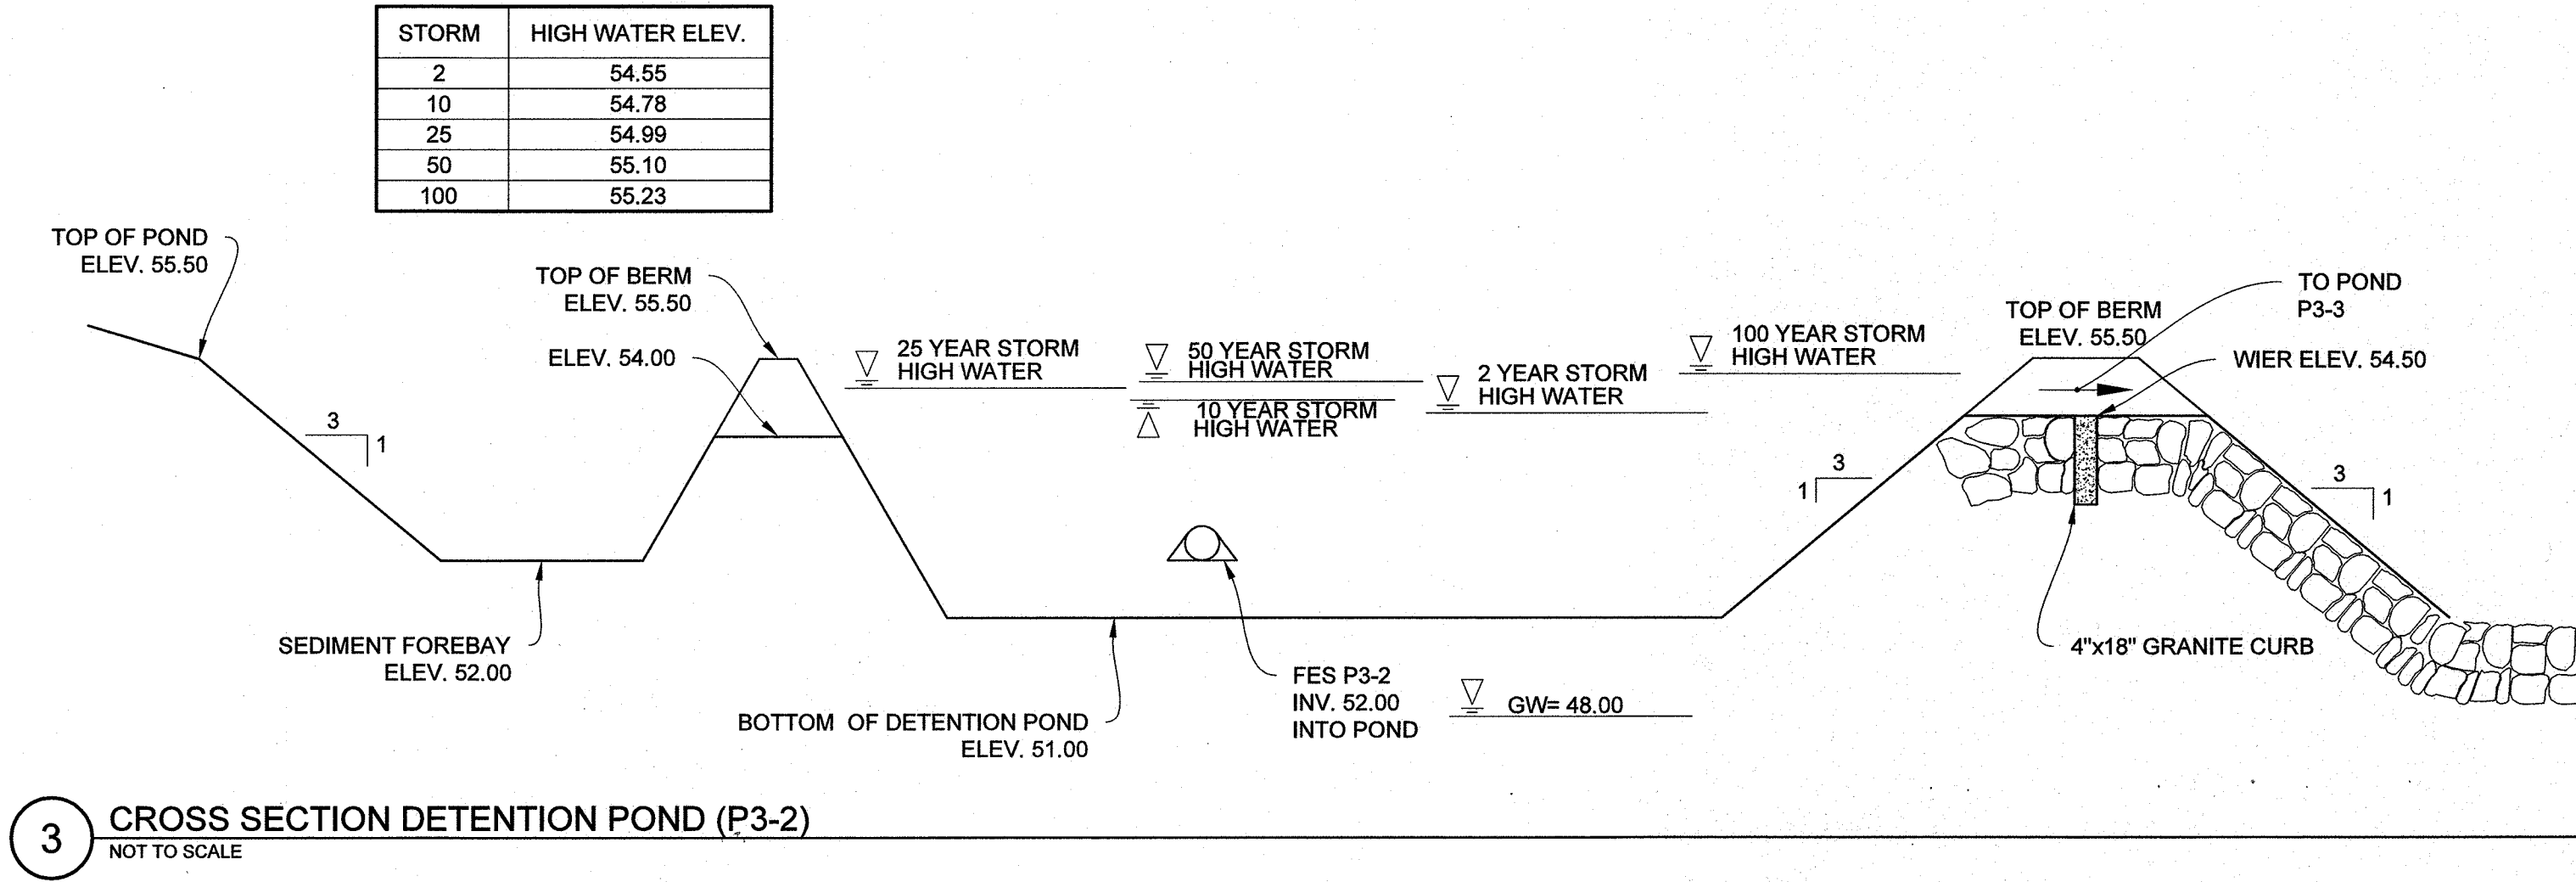 STORM HIGH WATER ELEV.
2 54.55
10 54.78
25 54.99
50 55.10
100 55.23
TOP OF POND
ELEV. 55.50
TOP OF BERM
ELEV. 55.50
ELEV. 54.00
25 YEAR STORM
HIGH WATER
50 YEAR STORM
HIGH WATER
10 YEAR STORM
HIGH WATER
2 YEAR STORM
HIGH WATER
100 YEAR STORM
HIGH WATER
TOP OF BERM
ELEV. 55.50
TO POND
P3-3
WIER ELEV. 54.50
3
1
3
1
3
1
4"x18" GRANITE CURB
SEDIMENT FOREBAY
ELEV. 52.00
BOTTOM OF DETENTION POND
ELEV. 51.00
FES P3-2
INV. 52.00
INTO POND
GW= 48.00
3
CROSS SECTION DETENTION POND (P3-2)
NOT TO SCALE